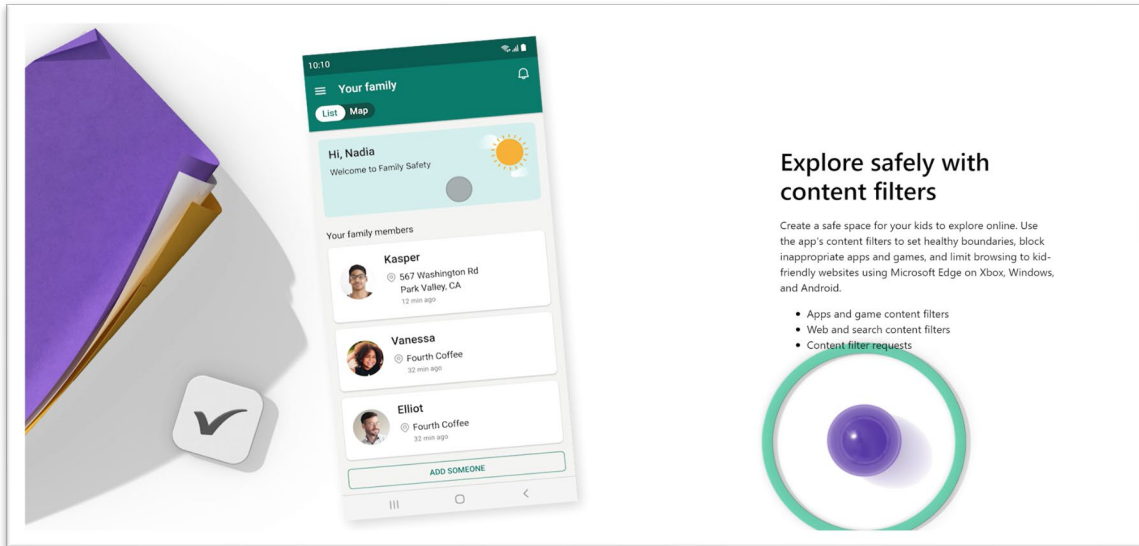 10:10
Your family
List Map
Hi, Nadia
Welcome to Family Safety
Your family members
Kasper
567 Washington Rd
Park Valley, CA
12 min ago
Vanessa
Fourth Coffee
32 min ago
Elliot
Fourth Coffee
32 min ago
ADD SOMEONE
Explore safely with
content filters
Create a safe space for your kids to explore online. Use
the app's content filters to set healthy boundaries, block
inappropriate apps and games, and limit browsing to kid-
friendly websites using Microsoft Edge on Xbox, Windows,
and Android.
• Apps and game content filters
• Web and search content filters
• Content filter requests